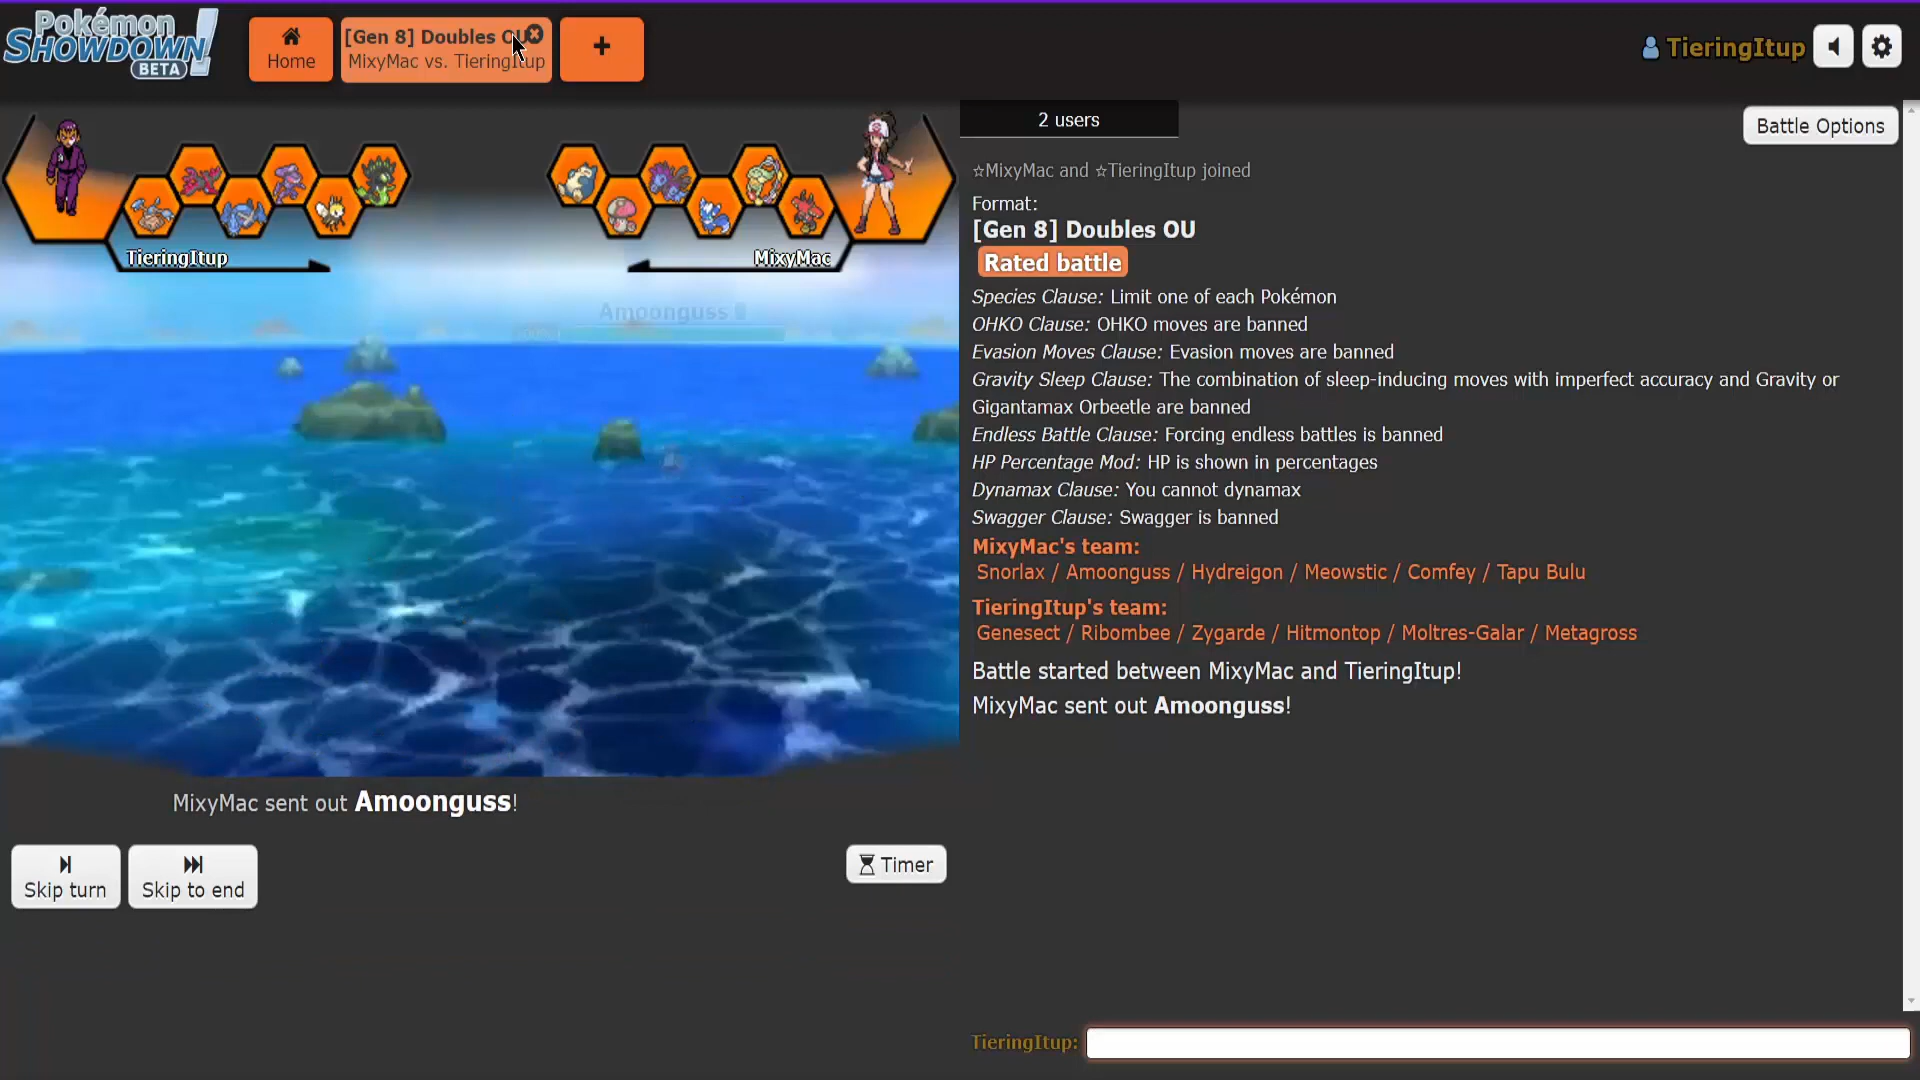 Pokémon
SHOWDOWN!
BETA
Home
[Gen 8] Doubles OU
MixyMac vs. TieringItup
+
TieringItup
2 users
Battle Options
☆MixyMac and ☆TieringItup joined
Format:
[Gen 8] Doubles OU
Rated battle
Species Clause: Limit one of each Pokémon
OHKO Clause: OHKO moves are banned
Evasion Moves Clause: Evasion moves are banned
Gravity Sleep Clause: The combination of sleep-inducing moves with imperfect accuracy and Gravity or
Gigantamax Orbeetle are banned
Endless Battle Clause: Forcing endless battles is banned
HP Percentage Mod: HP is shown in percentages
Dynamax Clause: You cannot dynamax
Swagger Clause: Swagger is banned
MixyMac's team:
Snorlax / Amoonguss / Hydreigon / Meowstic / Comfey / Tapu Bulu
TieringItup's team:
Genesect / Ribombee / Zygarde / Hitmontop / Moltres-Galar / Metagross
Battle started between MixyMac and TieringItup!
MixyMac sent out Amoonguss!
TieringItup
MixyMac
Amoonguss
MixyMac sent out Amoonguss!
Skip turn
Skip to end
Timer
TieringItup: